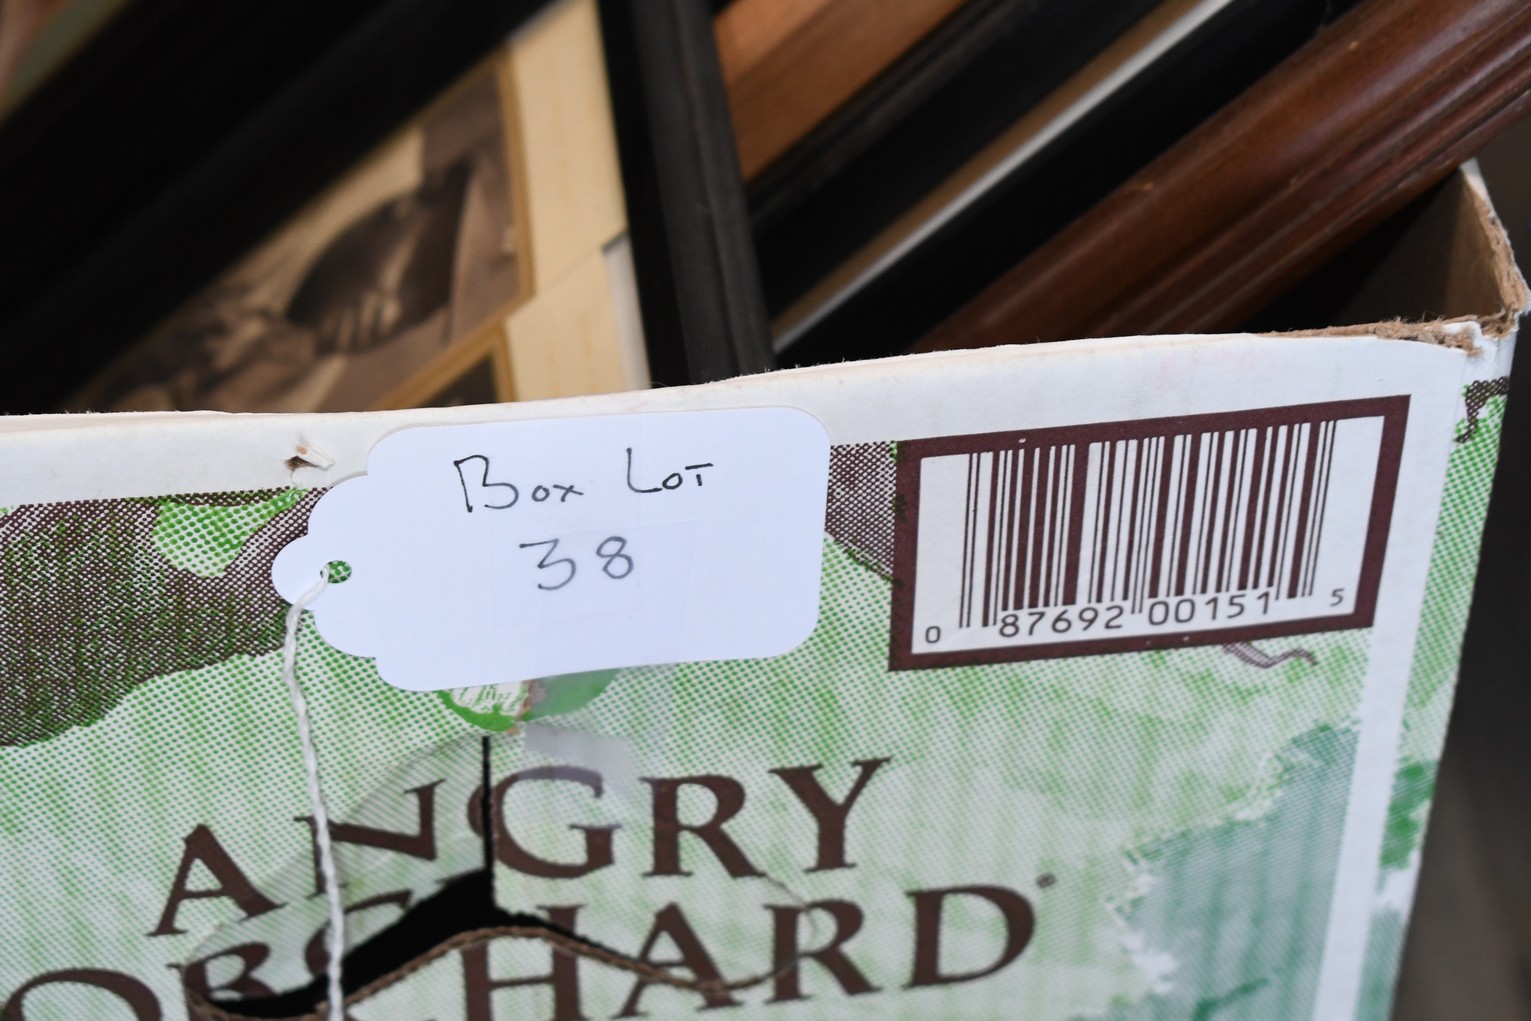 Box Lot
38
0 87692 00151 5
ANGRY
ORCHARD